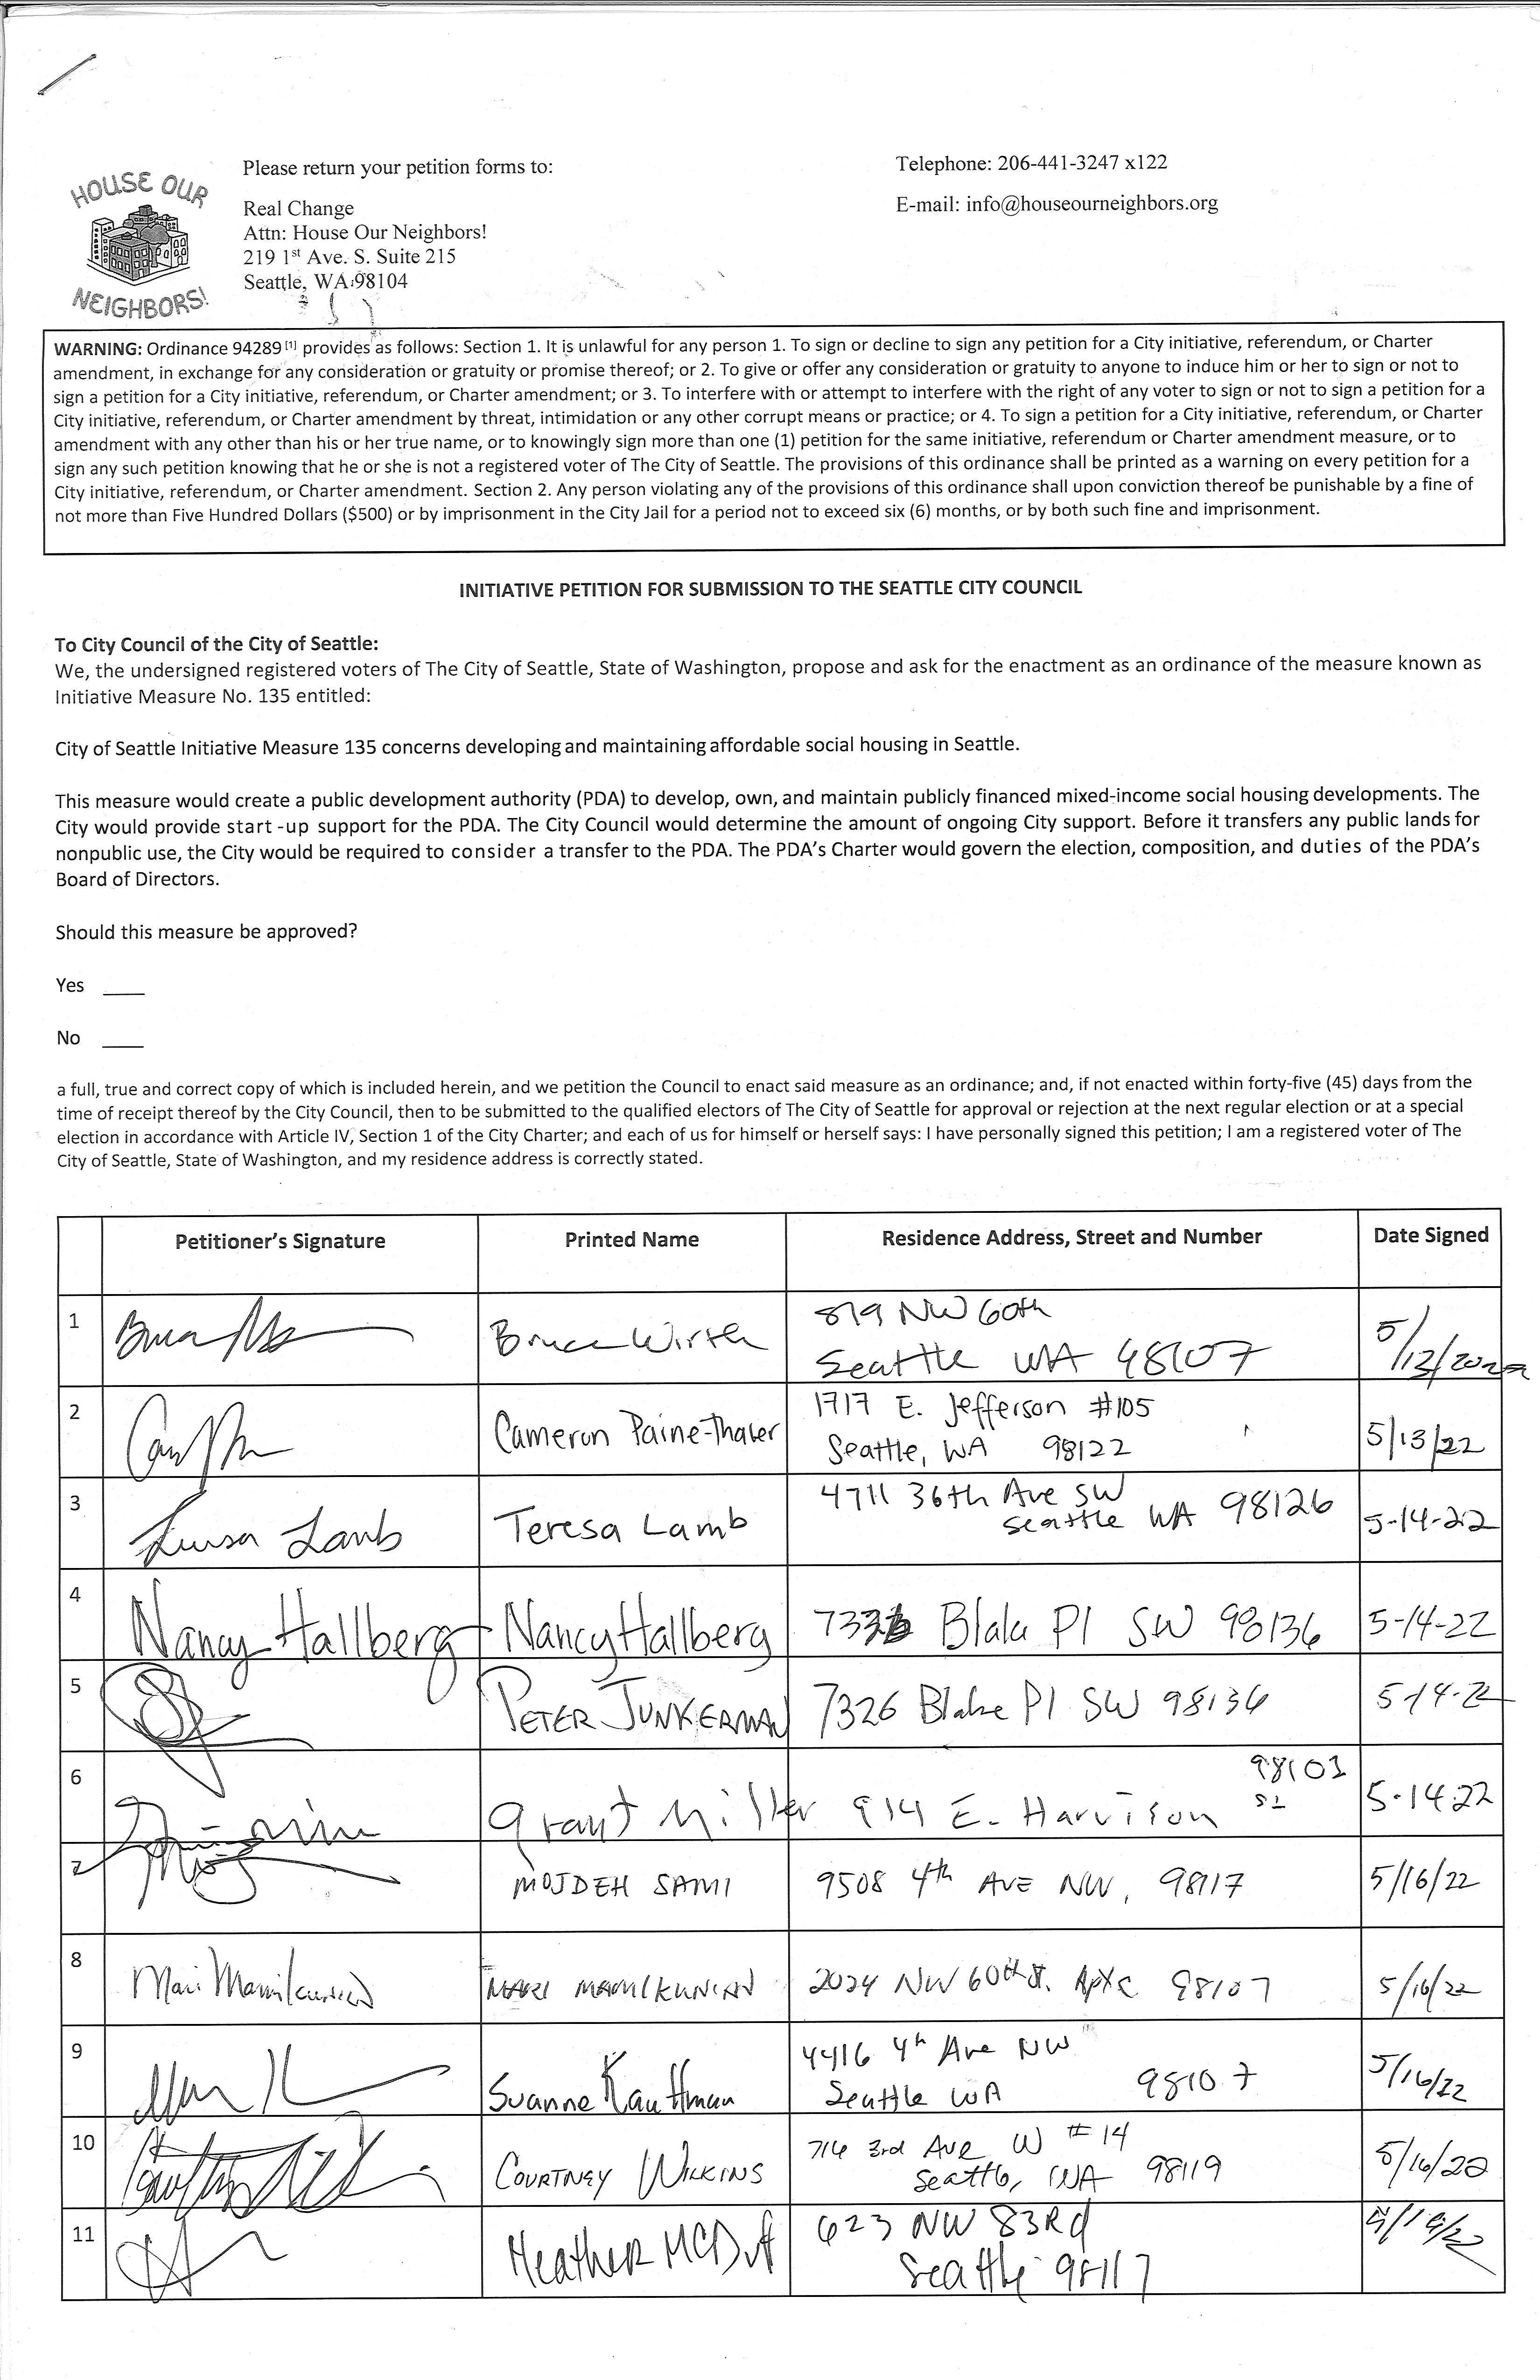 HOUSE OUR
NEIGHBORS!
Please return your petition forms to:
Real Change
Attn: House Our Neighbors!
219 1st Ave. S. Suite 215
Seattle, WA 98104
Telephone: 206-441-3247 x122
E-mail: info@houseourneighbors.org
WARNING: Ordinance 94289 [1] provides as follows: Section 1. It is unlawful for any person 1. To sign or decline to sign any petition for a City initiative, referendum, or Charter
amendment, in exchange for any consideration or gratuity or promise thereof; or 2. To give or offer any consideration or gratuity to anyone to induce him or her to sign or not to
sign a petition for a City initiative, referendum, or Charter amendment; or 3. To interfere with or attempt to interfere with the right of any voter to sign or not to sign a petition for a
City initiative, referendum, or Charter amendment by threat, intimidation or any other corrupt means or practice; or 4. To sign a petition for a City initiative, referendum, or Charter
amendment with any other than his or her true name, or to knowingly sign more than one (1) petition for the same initiative, referendum or Charter amendment measure, or to
sign any such petition knowing that he or she is not a registered voter of The City of Seattle. The provisions of this ordinance shall be printed as a warning on every petition for a
City initiative, referendum, or Charter amendment. Section 2. Any person violating any of the provisions of this ordinance shall upon conviction thereof be punishable by a fine of
not more than Five Hundred Dollars ($500) or by imprisonment in the City Jail for a period not to exceed six (6) months, or by both such fine and imprisonment.
INITIATIVE PETITION FOR SUBMISSION TO THE SEATTLE CITY COUNCIL
To City Council of the City of Seattle:
We, the undersigned registered voters of The City of Seattle, State of Washington, propose and ask for the enactment as an ordinance of the measure known as
Initiative Measure No. 135 entitled:
City of Seattle Initiative Measure 135 concerns developing and maintaining affordable social housing in Seattle.
This measure would create a public development authority (PDA) to develop, own, and maintain publicly financed mixed-income social housing developments. The
City would provide start -up support for the PDA. The City Council would determine the amount of ongoing City support. Before it transfers any public lands for
nonpublic use, the City would be required to consider a transfer to the PDA. The PDA's Charter would govern the election, composition, and duties of the PDA's
Board of Directors.
Should this measure be approved?
Yes ____
No ____
a full, true and correct copy of which is included herein, and we petition the Council to enact said measure as an ordinance; and, if not enacted within forty-five (45) days from the
time of receipt thereof by the City Council, then to be submitted to the qualified electors of The City of Seattle for approval or rejection at the next regular election or at a special
election in accordance with Article IV, Section 1 of the City Charter; and each of us for himself or herself says: I have personally signed this petition; I am a registered voter of The
City of Seattle, State of Washington, and my residence address is correctly stated.
Petitioner's Signature Printed Name Residence Address, Street and Number Date Signed
1 Bruce Wirth 819 NW 60th
Seattle WA 98107 5/12/2022
2 Cameron Paine-Thaler 1717 E. Jefferson #105
Seattle, WA 98122 5/13/22
3 Teresa Lamb Teresa Lamb 4711 36th Ave SW
Seattle WA 98126 5-14-22
4 Nancy Hallberg Nancy Hallberg Blake Pl SW 98136 5-14-22
5 PETER JUNKERMAN 7326 Blake Pl SW 98136 5-14-22
6 Grant Miller 914 E. Harrison 5-14-22
7 MOJDEH SAMI 9508 4th AVE NW, 98117 5/16/22
8 Mari Mamikunian MARI MAMIKUNIAN 2034 NW 60th St. Apt C 98107 5/16/22
9 Suanne Kauffman 4416 4th Ave NW
Seattle WA 98107 5/16/22
10 COURTNEY WILKINS 716 3rd Ave W #14
Seattle, WA 98119 5/16/22
11 Heather 623 NW 83Rd
Seattle 98117